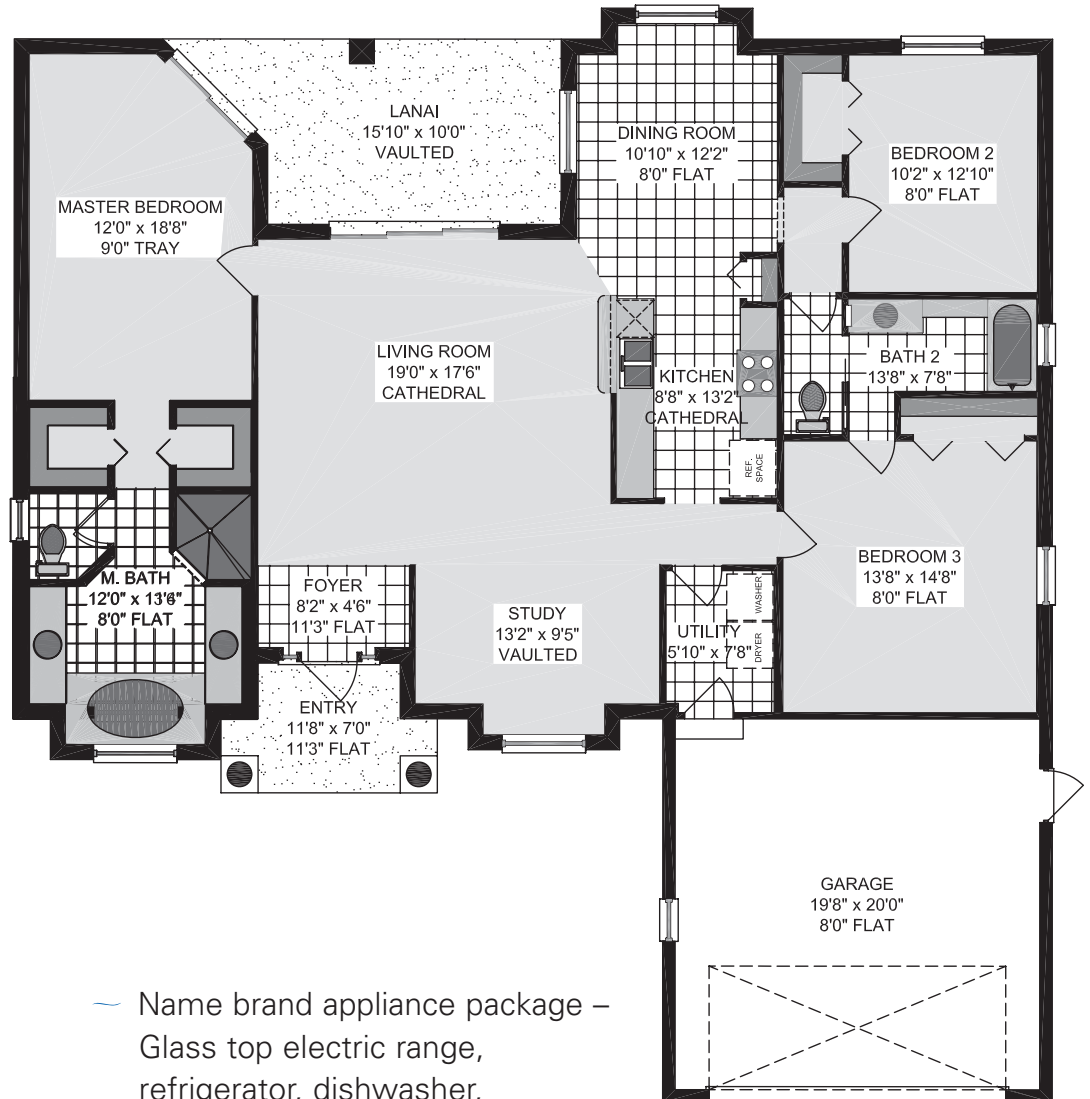 LANAI
15'10" x 10'0"
VAULTED
DINING ROOM
10'10" x 12'2"
8'0" FLAT
BEDROOM 2
10'2" x 12'10"
8'0" FLAT
MASTER BEDROOM
12'0" x 18'8"
9'0" TRAY
LIVING ROOM
19'0" x 17'6"
CATHEDRAL
KITCHEN
8'8" x 13'2"
CATHEDRAL
BATH 2
13'8" x 7'8"
REF.
SPACE
M. BATH
12'0" x 13'6"
8'0" FLAT
FOYER
8'2" x 4'6"
11'3" FLAT
STUDY
13'2" x 9'5"
VAULTED
UTILITY
5'10" x 7'8"
WASHER
DRYER
BEDROOM 3
13'8" x 14'8"
8'0" FLAT
ENTRY
11'8" x 7'0"
11'3" FLAT
GARAGE
19'8" x 20'0"
8'0" FLAT
Name brand appliance package –
Glass top electric range,
refrigerator, dishwasher,